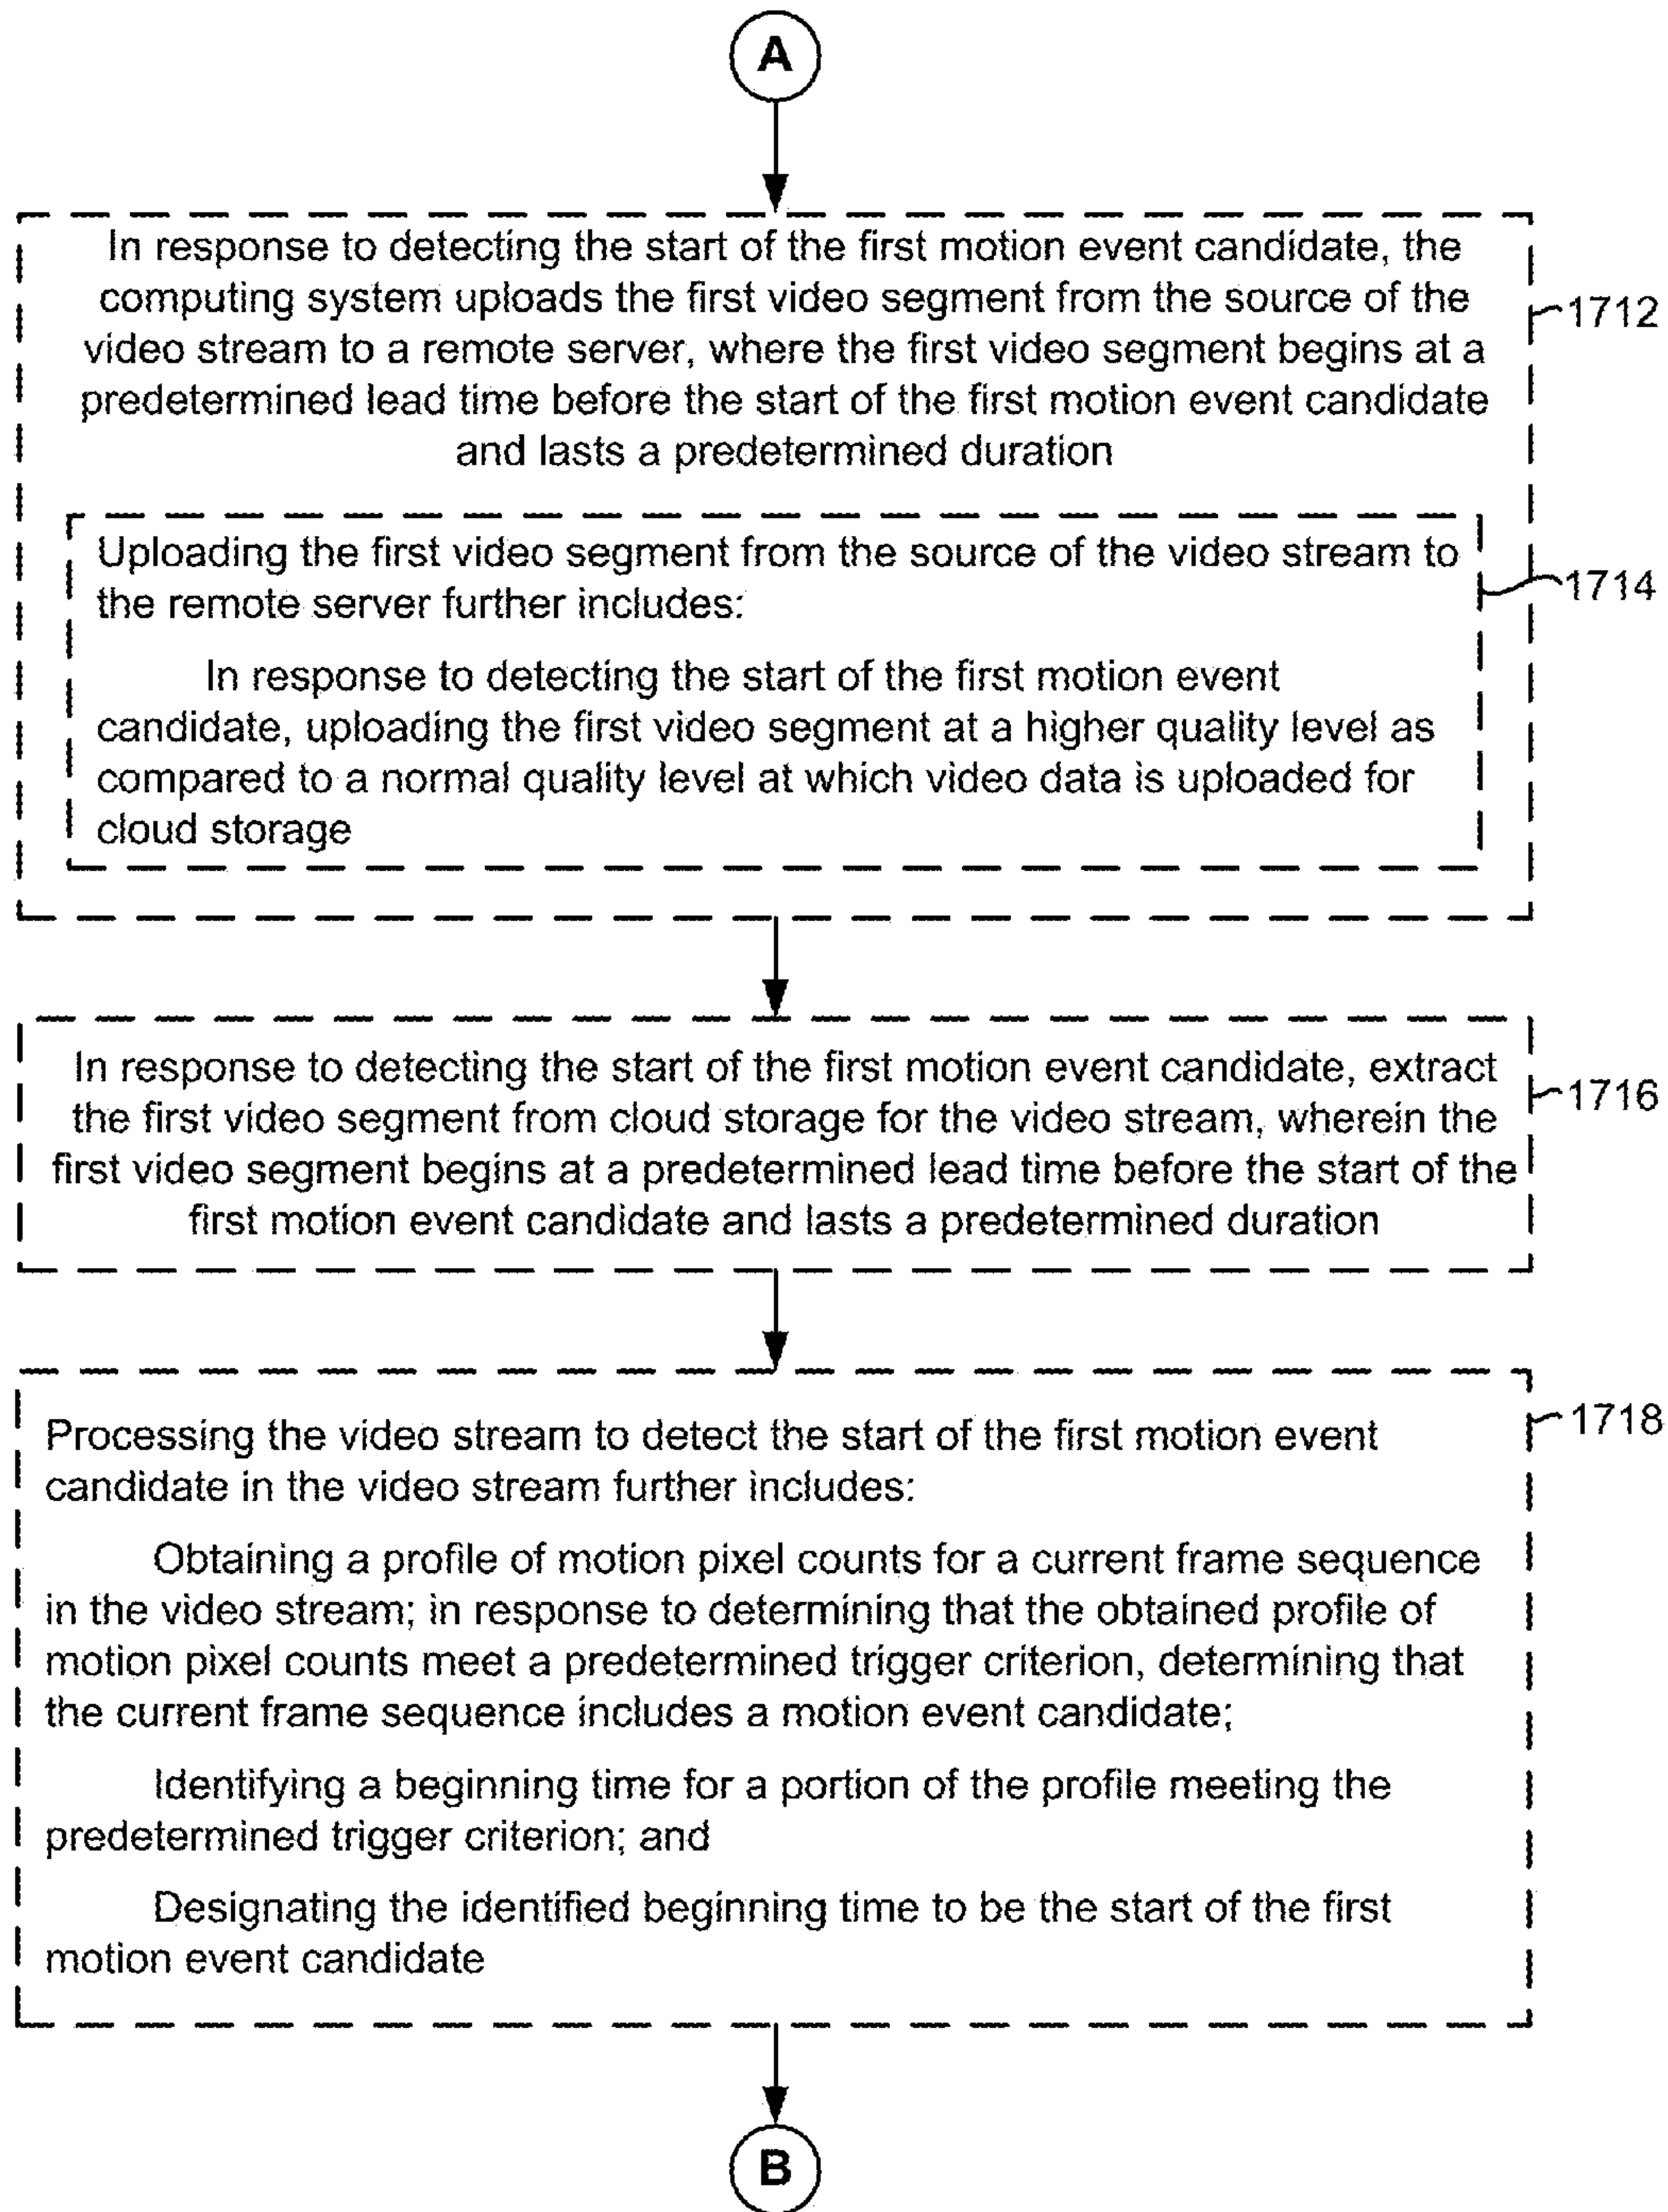 A
In response to detecting the start of the first motion event candidate, the
computing system uploads the first video segment from the source of the
video stream to a remote server, where the first video segment begins at a
predetermined lead time before the start of the first motion event candidate
and lasts a predetermined duration
1712
Uploading the first video segment from the source of the video stream to
the remote server further includes:
1714
In response to detecting the start of the first motion event
candidate, uploading the first video segment at a higher quality level as
compared to a normal quality level at which video data is uploaded for
cloud storage
In response to detecting the start of the first motion event candidate, extract
the first video segment from cloud storage for the video stream, wherein the
first video segment begins at a predetermined lead time before the start of the
first motion event candidate and lasts a predetermined duration
1716
Processing the video stream to detect the start of the first motion event
candidate in the video stream further includes:
1718
Obtaining a profile of motion pixel counts for a current frame sequence
in the video stream; in response to determining that the obtained profile of
motion pixel counts meet a predetermined trigger criterion, determining that
the current frame sequence includes a motion event candidate;
Identifying a beginning time for a portion of the profile meeting the
predetermined trigger criterion; and
Designating the identified beginning time to be the start of the first
motion event candidate
B